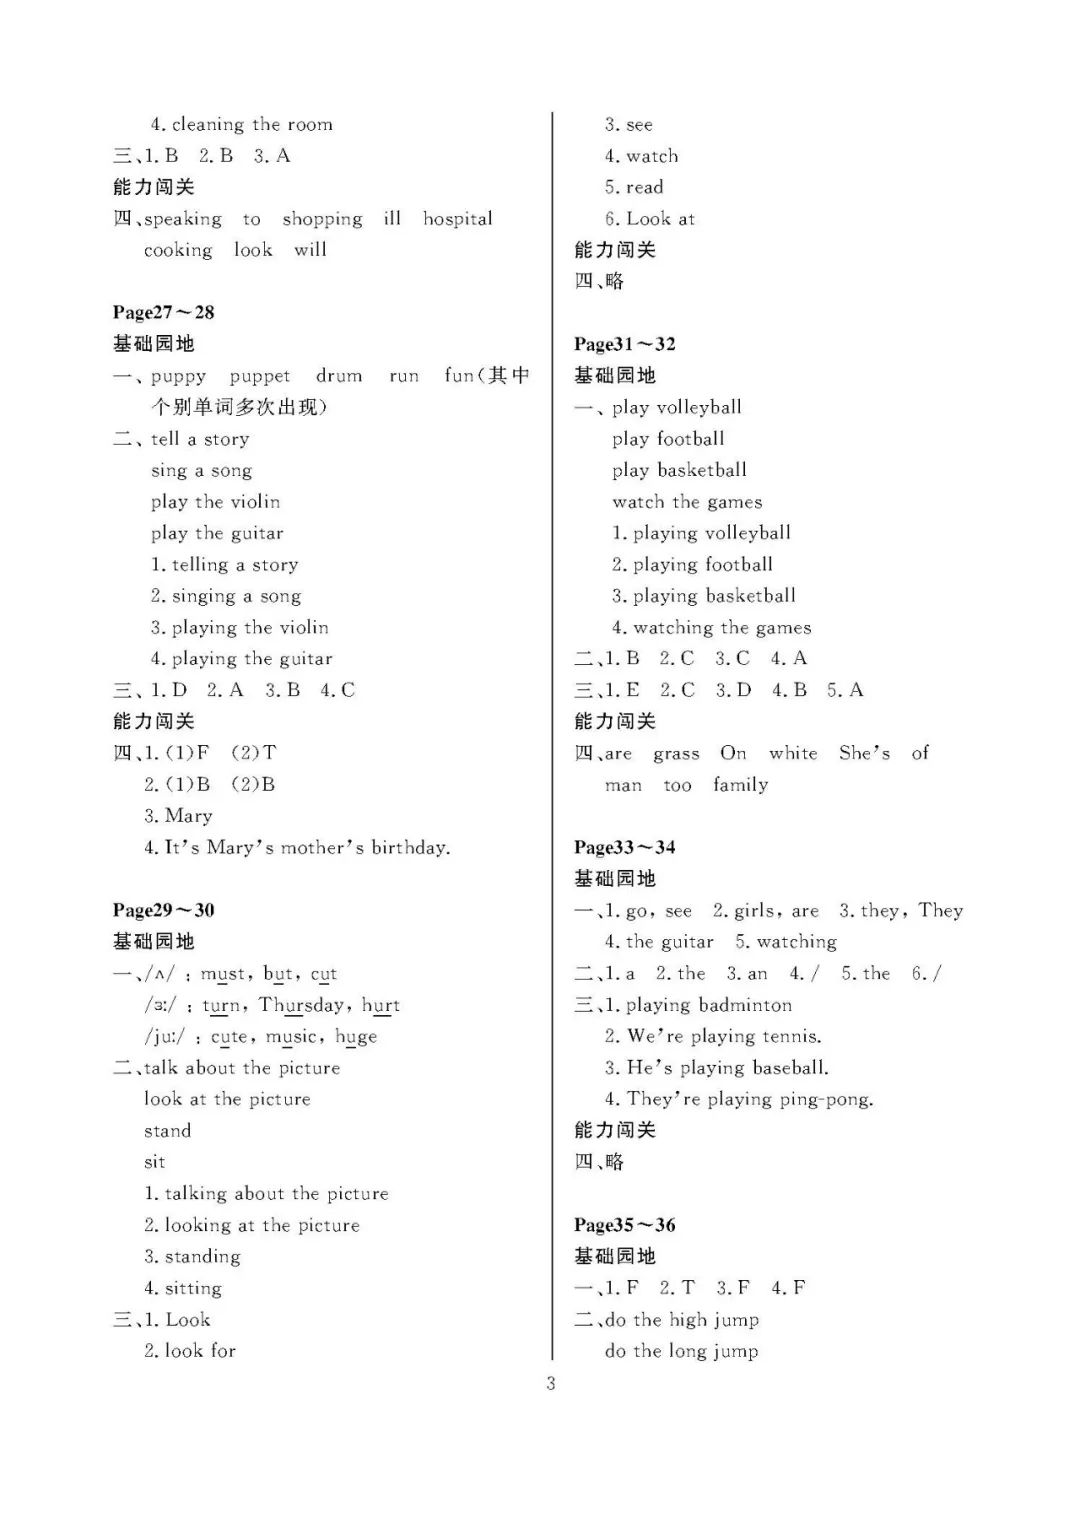 4. cleaning the room
三、1. B 2. B 3. A
能力闯关
四、speaking to shopping ill hospital
cooking look will
Page27～28
基础园地
一、puppy puppet drum run fun(其中
个别单词多次出现)
二、tell a story
sing a song
play the violin
play the guitar
1. telling a story
2. singing a song
3. playing the violin
4. playing the guitar
三、1. D 2. A 3. B 4. C
能力闯关
四、1. (1)F (2)T
2. (1)B (2)B
3. Mary
4. It's Mary's mother's birthday.
Page29～30
基础园地
一、/ʌ/ : must, but, cut
/ɜː/ : turn, Thursday, hurt
/juː/ : cute, music, huge
二、talk about the picture
look at the picture
stand
sit
1. talking about the picture
2. looking at the picture
3. standing
4. sitting
三、1. Look
2. look for
3. see
4. watch
5. read
6. Look at
能力闯关
四、略
Page31～32
基础园地
一、play volleyball
play football
play basketball
watch the games
1. playing volleyball
2. playing football
3. playing basketball
4. watching the games
二、1. B 2. C 3. C 4. A
三、1. E 2. C 3. D 4. B 5. A
能力闯关
四、are grass On white She's of
man too family
Page33～34
基础园地
一、1. go, see 2. girls, are 3. they, They
4. the guitar 5. watching
二、1. a 2. the 3. an 4. / 5. the 6. /
三、1. playing badminton
2. We're playing tennis.
3. He's playing baseball.
4. They're playing ping-pong.
能力闯关
四、略
Page35～36
基础园地
一、1. F 2. T 3. F 4. F
二、do the high jump
do the long jump
3